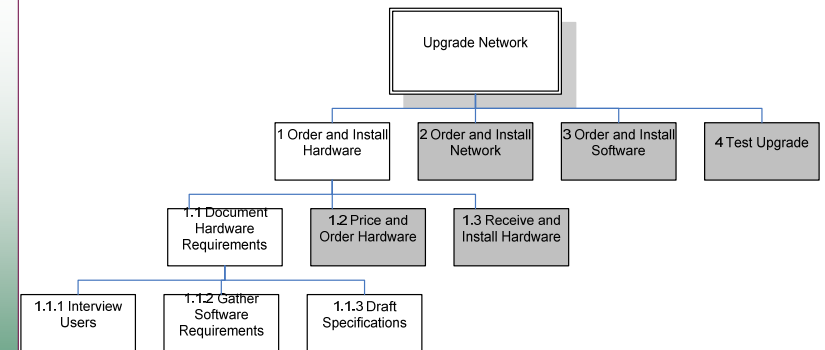 Upgrade Network
1 Order and Install
Hardware
2 Order and Install
Network
3 Order and Install
Software
4 Test Upgrade
1.1 Document
Hardware
Requirements
1.2 Price and
Order Hardware
1.3 Receive and
Install Hardware
1.1.1 Interview
Users
1.1.2 Gather
Software
Requirements
1.1.3 Draft
Specifications